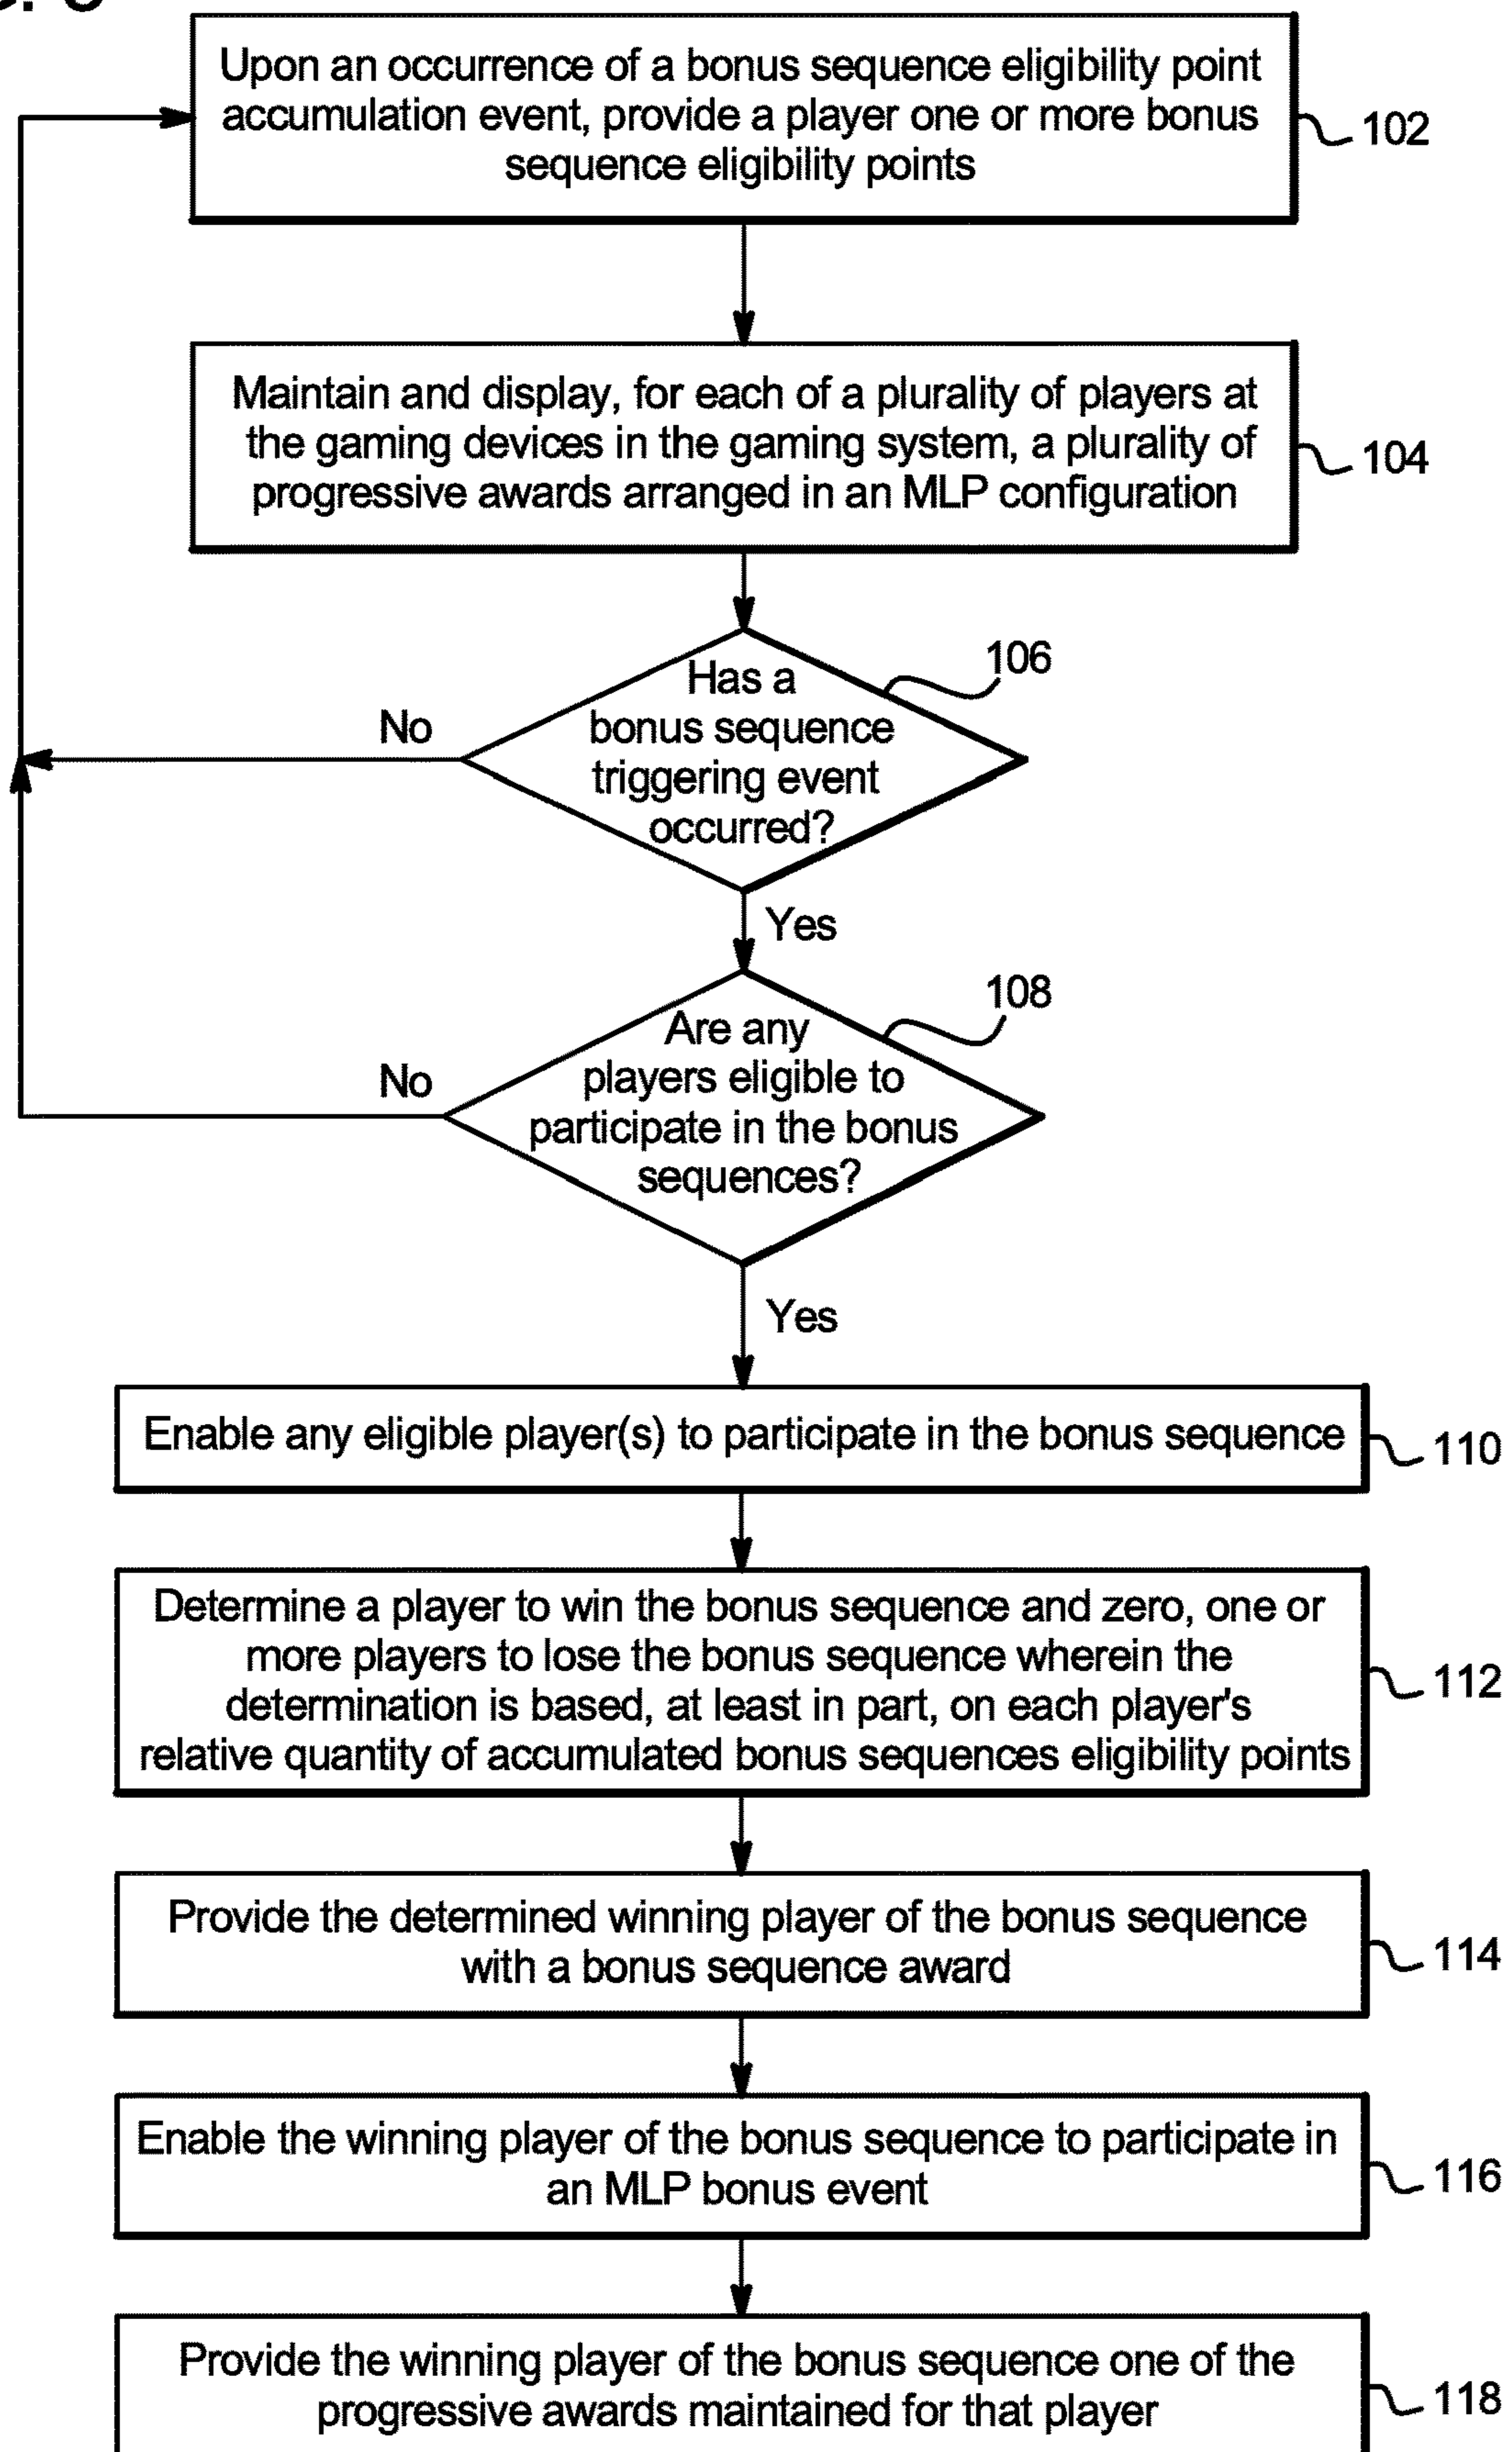 Upon an occurrence of a bonus sequence eligibility point
accumulation event, provide a player one or more bonus
sequence eligibility points
102
Maintain and display, for each of a plurality of players at
the gaming devices in the gaming system, a plurality of
progressive awards arranged in an MLP configuration
104
106
Has a
bonus sequence
triggering event
occurred?
No
Yes
108
Are any
players eligible to
participate in the bonus
sequences?
No
Yes
Enable any eligible player(s) to participate in the bonus sequence
110
Determine a player to win the bonus sequence and zero, one or
more players to lose the bonus sequence wherein the
determination is based, at least in part, on each player's
relative quantity of accumulated bonus sequences eligibility points
112
Provide the determined winning player of the bonus sequence
with a bonus sequence award
114
Enable the winning player of the bonus sequence to participate in
an MLP bonus event
116
Provide the winning player of the bonus sequence one of the
progressive awards maintained for that player
118